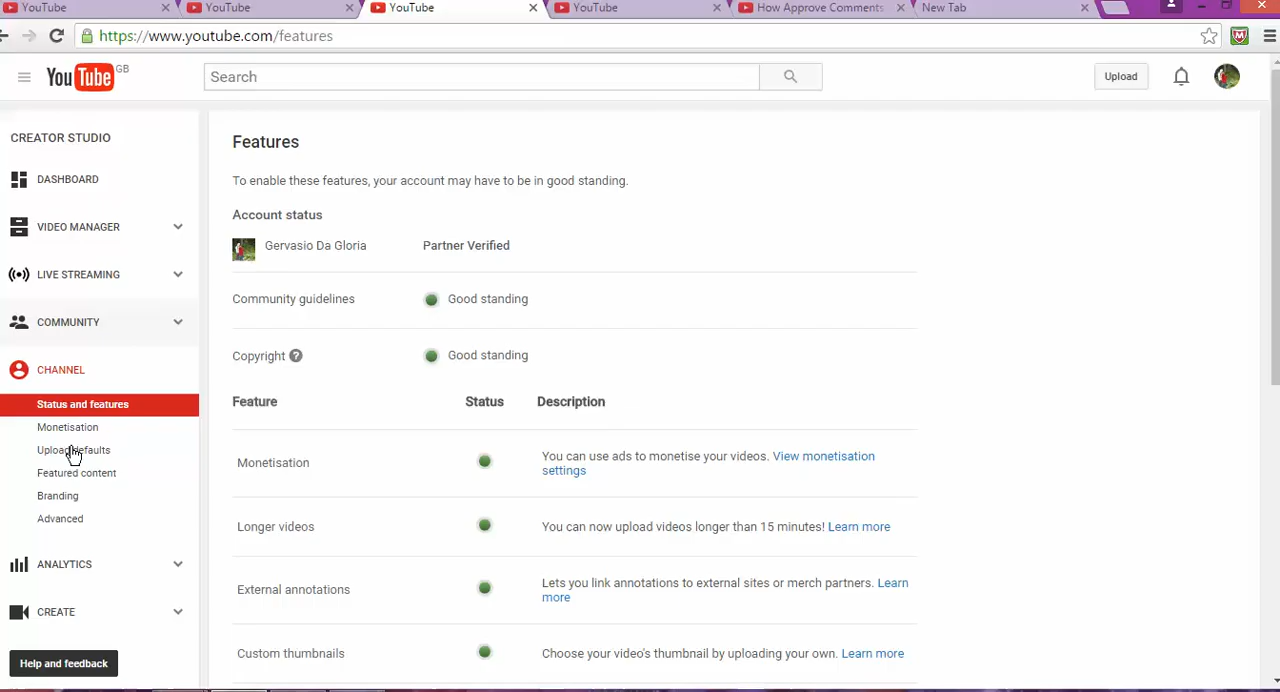 YouTube YouTube YouTube YouTube How Approve Comments New Tab
https://www.youtube.com/features
YouTube GB Search Upload
CREATOR STUDIO
DASHBOARD
VIDEO MANAGER
LIVE STREAMING
COMMUNITY
CHANNEL
Status and features
Monetisation
Upload defaults
Featured content
Branding
Advanced
ANALYTICS
CREATE
Help and feedback
Features
To enable these features, your account may have to be in good standing.
Account status
Gervasio Da Gloria Partner Verified
Community guidelines Good standing
Copyright ? Good standing
Feature Status Description
Monetisation You can use ads to monetise your videos. View monetisation
settings
Longer videos You can now upload videos longer than 15 minutes! Learn more
External annotations Lets you link annotations to external sites or merch partners. Learn
more
Custom thumbnails Choose your video's thumbnail by uploading your own. Learn more